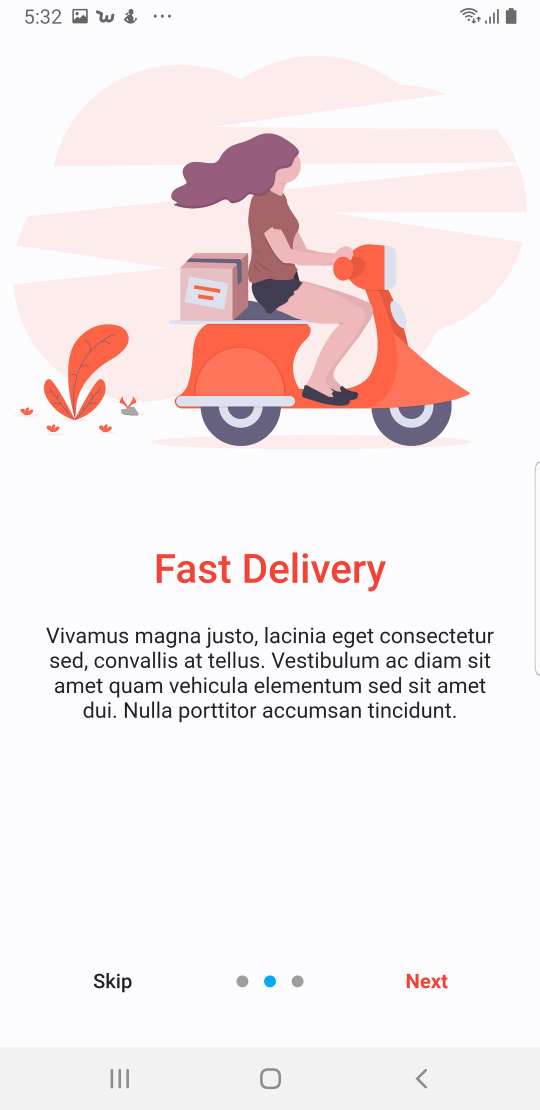 5:32
Fast Delivery
Vivamus magna justo, lacinia eget consectetur
sed, convallis at tellus. Vestibulum ac diam sit
amet quam vehicula elementum sed sit amet
dui. Nulla porttitor accumsan tincidunt.
Skip
Next